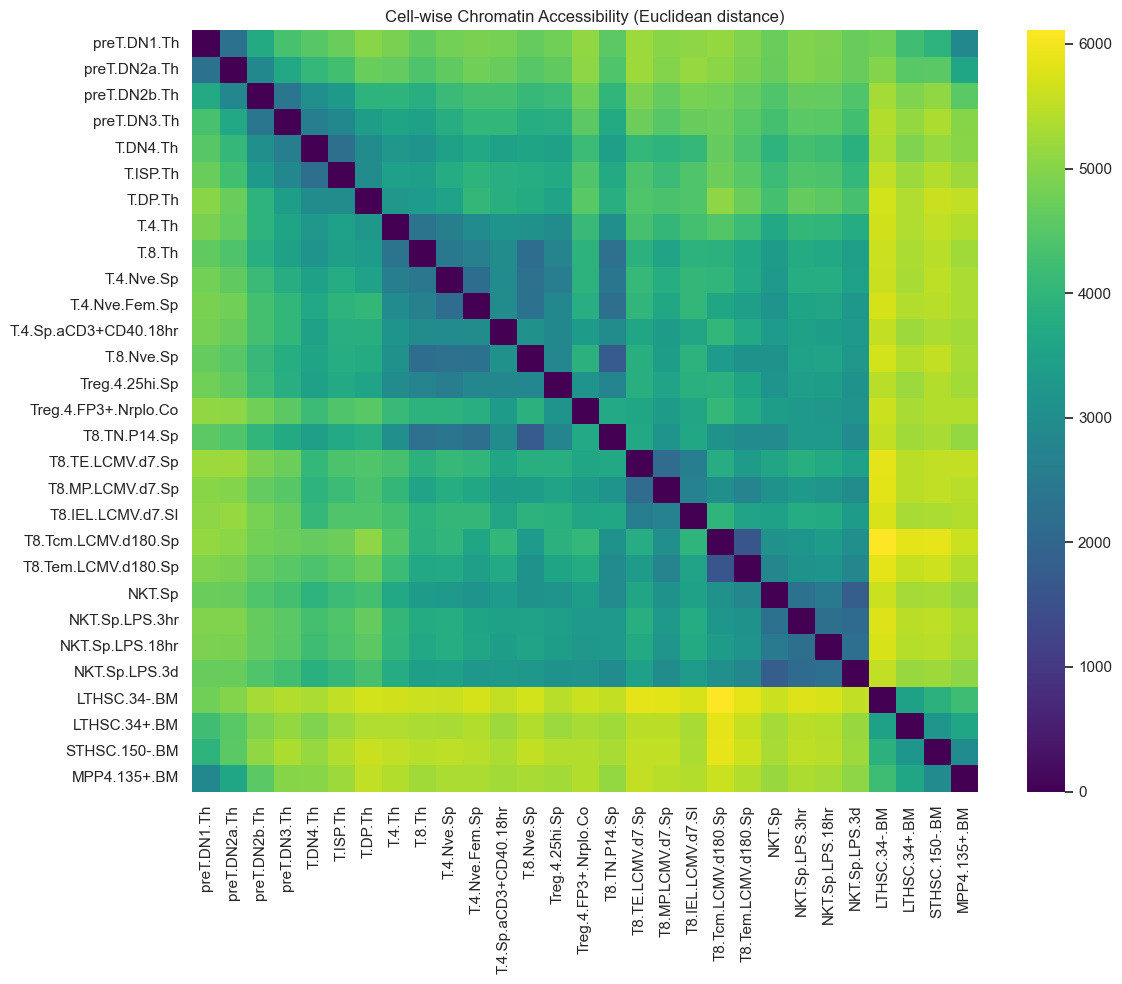 Cell-wise Chromatin Accessibility (Euclidean distance)
preT.DN1.Th
preT.DN2a.Th
preT.DN2b.Th
preT.DN3.Th
T.DN4.Th
T.ISP.Th
T.DP.Th
T.4.Th
T.8.Th
T.4.Nve.Sp
T.4.Nve.Fem.Sp
T.4.Sp.aCD3+CD40.18hr
T.8.Nve.Sp
Treg.4.25hi.Sp
Treg.4.FP3+.Nrplo.Co
T8.TN.P14.Sp
T8.TE.LCMV.d7.Sp
T8.MP.LCMV.d7.Sp
T8.IEL.LCMV.d7.SI
T8.Tcm.LCMV.d180.Sp
T8.Tem.LCMV.d180.Sp
NKT.Sp
NKT.Sp.LPS.3hr
NKT.Sp.LPS.18hr
NKT.Sp.LPS.3d
LTHSC.34-.BM
LTHSC.34+.BM
STHSC.150-.BM
MPP4.135+.BM
preT.DN1.Th
preT.DN2a.Th
preT.DN2b.Th
preT.DN3.Th
T.DN4.Th
T.ISP.Th
T.DP.Th
T.4.Th
T.8.Th
T.4.Nve.Sp
T.4.Nve.Fem.Sp
T.4.Sp.aCD3+CD40.18hr
T.8.Nve.Sp
Treg.4.25hi.Sp
Treg.4.FP3+.Nrplo.Co
T8.TN.P14.Sp
T8.TE.LCMV.d7.Sp
T8.MP.LCMV.d7.Sp
T8.IEL.LCMV.d7.SI
T8.Tcm.LCMV.d180.Sp
T8.Tem.LCMV.d180.Sp
NKT.Sp
NKT.Sp.LPS.3hr
NKT.Sp.LPS.18hr
NKT.Sp.LPS.3d
LTHSC.34-.BM
LTHSC.34+.BM
STHSC.150-.BM
MPP4.135+.BM
6000
5000
4000
3000
2000
1000
0